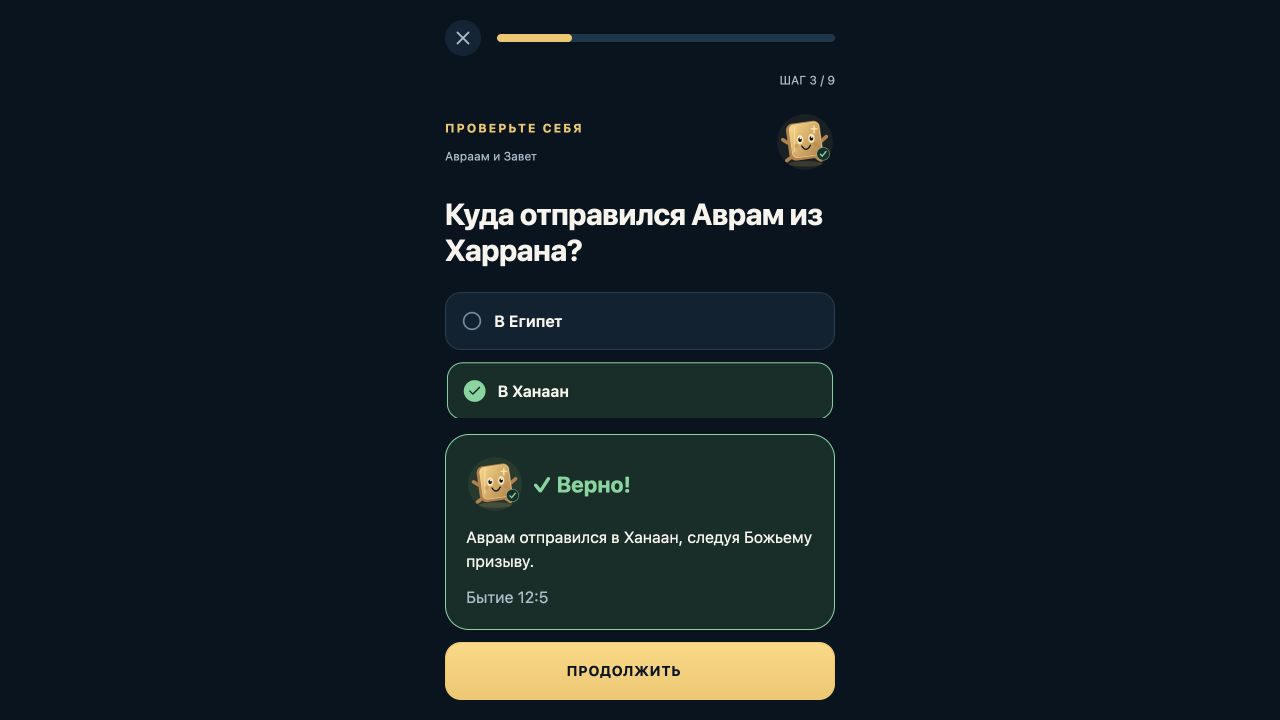 ШАГ 3 / 9
ПРОВЕРЬТЕ СЕБЯ
Авраам и Завет
Куда отправился Аврам из
Харрана?
В Египет
В Ханаан
Верно!
Аврам отправился в Ханаан, следуя Божьему
призыву.
Бытие 12:5
ПРОДОЛЖИТЬ